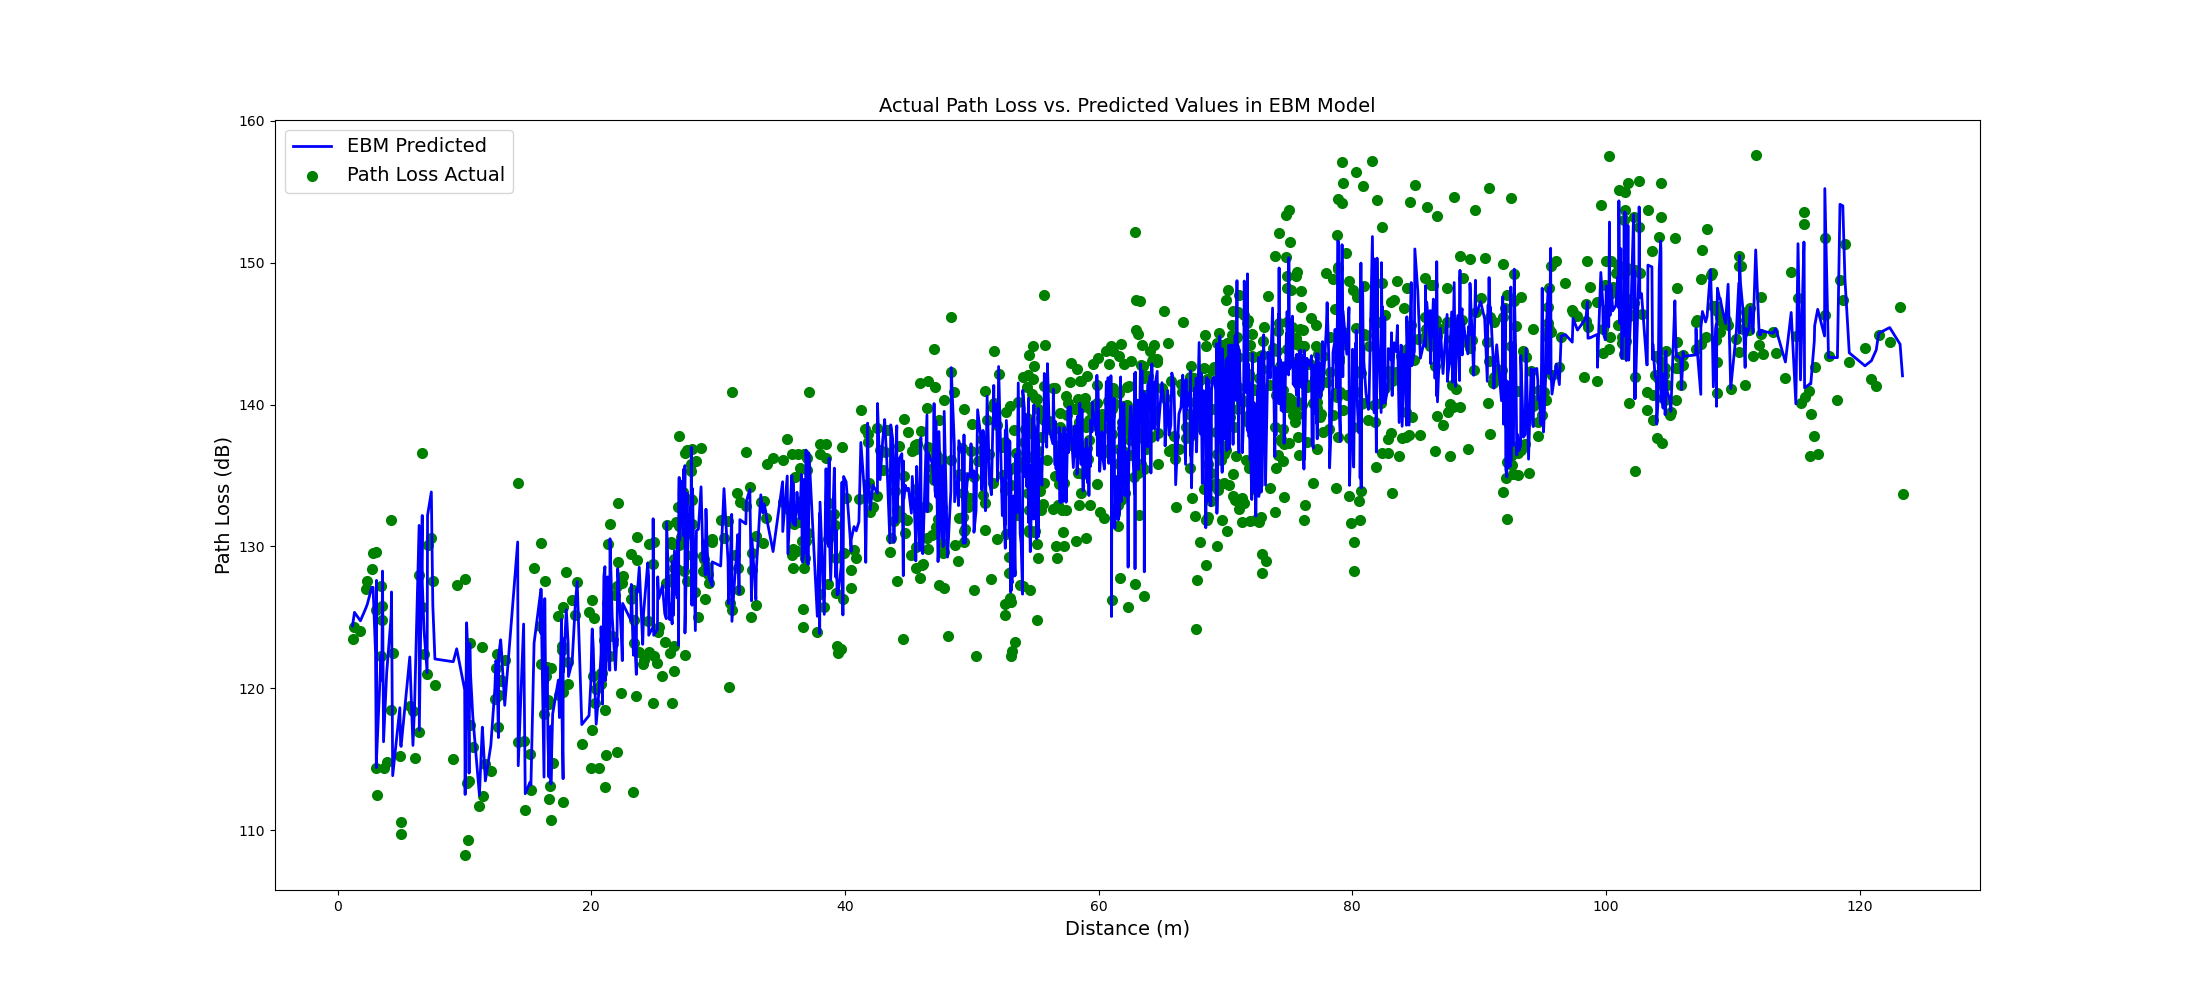 Actual Path Loss vs. Predicted Values in EBM Model
EBM Predicted
Path Loss Actual
Path Loss (dB)
160
150
140
130
120
110
0 20 40 60 80 100 120
Distance (m)